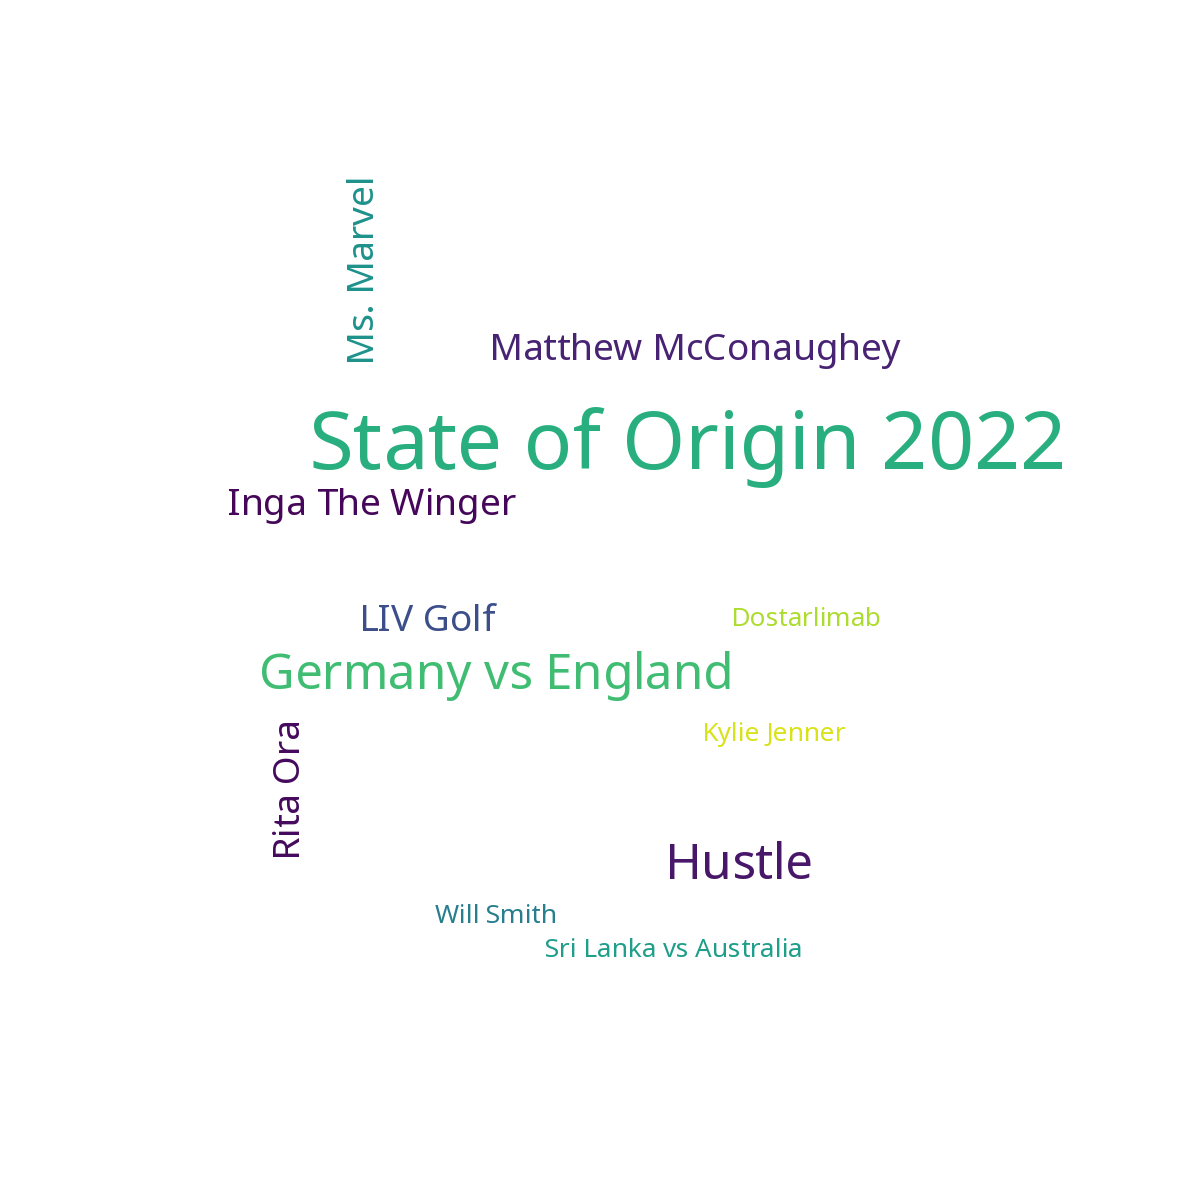 Ms. Marvel
Matthew McConaughey
State of Origin 2022
Inga The Winger
LIV Golf
Dostarlimab
Germany vs England
Rita Ora
Kylie Jenner
Hustle
Will Smith
Sri Lanka vs Australia